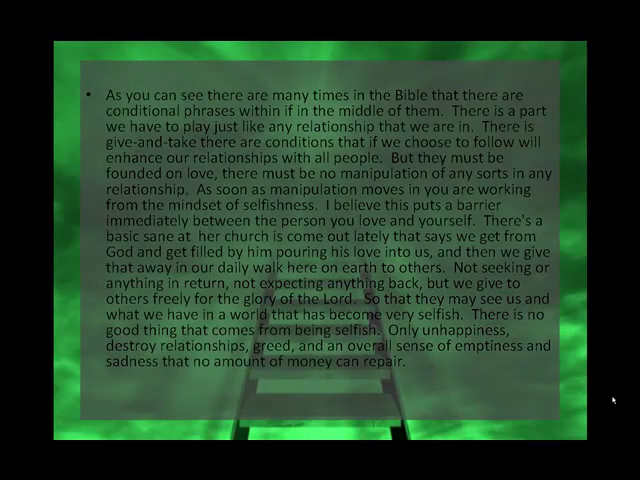 • As you can see there are many times in the Bible that there are
conditional phrases within if in the middle of them.  There is a part
we have to play just like any relationship that we are in.  There is
give-and-take there are conditions that if we choose to follow will
enhance our relationships with all people.  But they must be
founded on love, there must be no manipulation of any sorts in any
relationship.  As soon as manipulation moves in you are working
from the mindset of selfishness.  I believe this puts a barrier
immediately between the person you love and yourself.  There's a
basic sane at  her church is come out lately that says we get from
God and get filled by him pouring his love into us, and then we give
that away in our daily walk here on earth to others.  Not seeking or
anything in return, not expecting anything back, but we give to
others freely for the glory of the Lord.  So that they may see us and
what we have in a world that has become very selfish.  There is no
good thing that comes from being selfish.  Only unhappiness,
destroy relationships, greed, and an overall sense of emptiness and
sadness that no amount of money can repair.